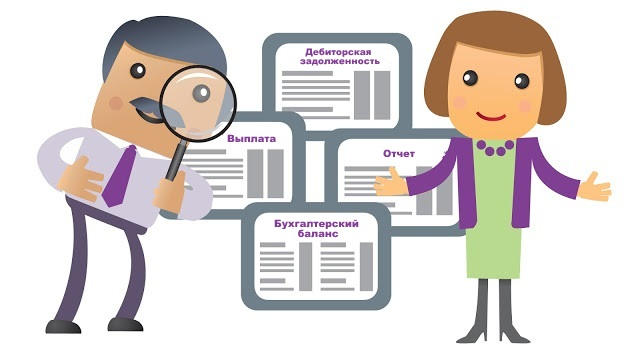 Дебиторская
задолженность
Выплата
Отчет
Бухгалтерский
баланс